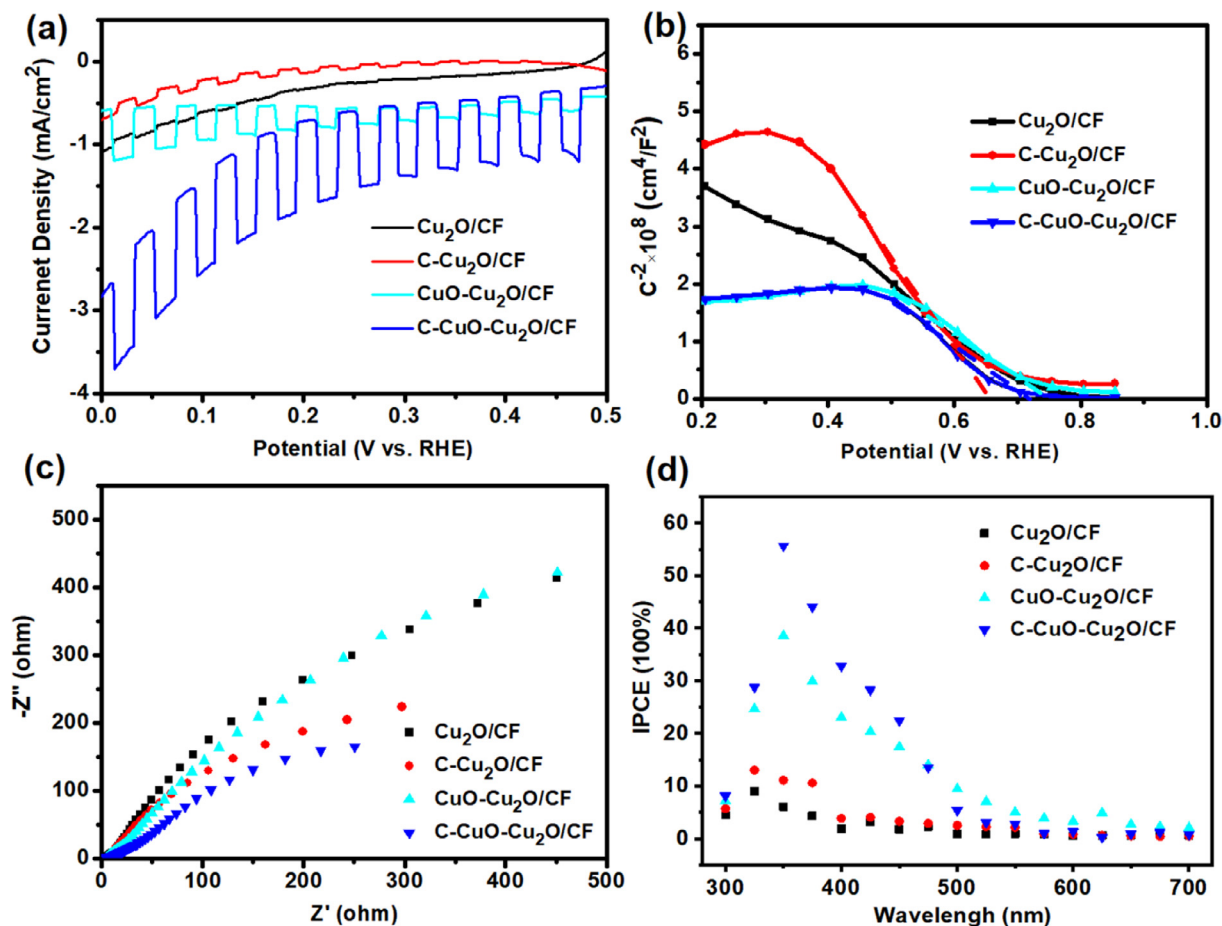 (a)
Currenet Density (mA/cm²)
0
-1
-2
-3
-4
0.0 0.1 0.2 0.3 0.4 0.5
Potential (V vs. RHE)
Cu₂O/CF
C-Cu₂O/CF
CuO-Cu₂O/CF
C-CuO-Cu₂O/CF
(b)
C⁻²×10⁸ (cm⁴/F²)
6
5
4
3
2
1
0
0.2 0.4 0.6 0.8 1.0
Potential (V vs. RHE)
Cu₂O/CF
C-Cu₂O/CF
CuO-Cu₂O/CF
C-CuO-Cu₂O/CF
(c)
-Z" (ohm)
500
400
300
200
100
0
0 100 200 300 400 500
Z' (ohm)
Cu₂O/CF
C-Cu₂O/CF
CuO-Cu₂O/CF
C-CuO-Cu₂O/CF
(d)
IPCE (100%)
60
50
40
30
20
10
0
300 400 500 600 700
Wavelengh (nm)
Cu₂O/CF
C-Cu₂O/CF
CuO-Cu₂O/CF
C-CuO-Cu₂O/CF